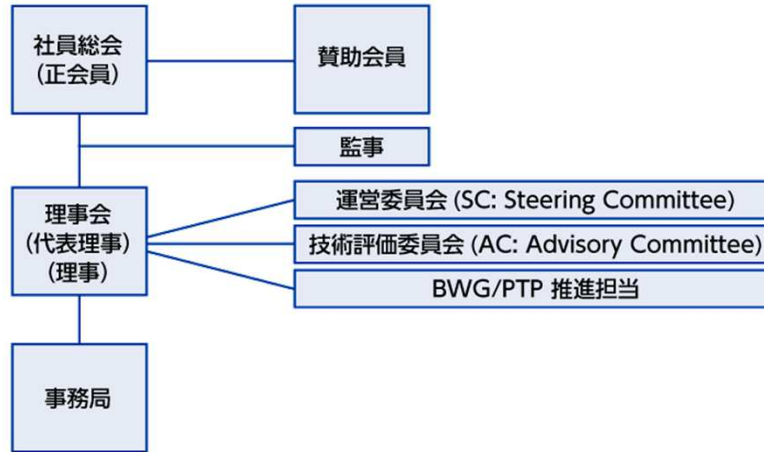 社員総会
(正会員)
賛助会員
監事
理事会
(代表理事)
(理事)
運営委員会 (SC: Steering Committee)
技術評価委員会 (AC: Advisory Committee)
BWG/PTP 推進担当
事務局